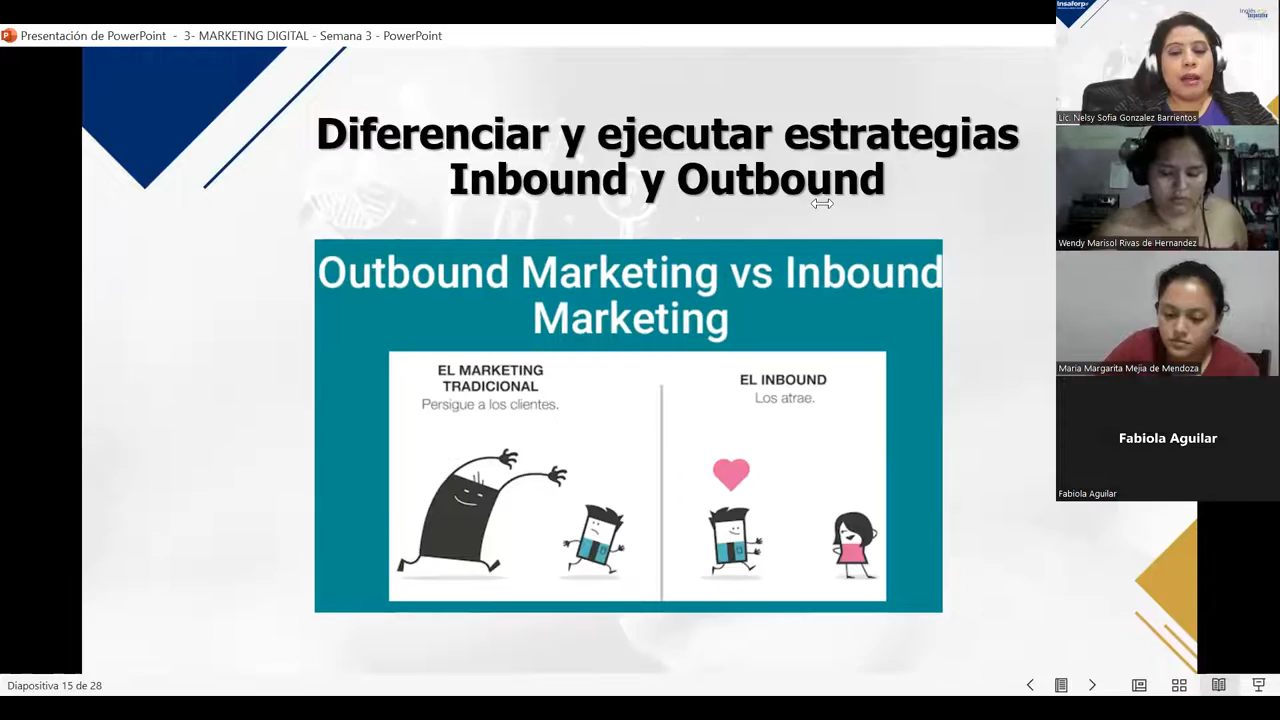 Presentación de PowerPoint - 3- MARKETING DIGITAL - Semana 3 - PowerPoint
Diferenciar y ejecutar estrategias
Inbound y Outbound
Outbound Marketing vs Inbound
Marketing
EL MARKETING
TRADICIONAL
Persigue a los clientes.
EL INBOUND
Los atrae.
Insaforp
Lic. Nelsy Sofia Gonzalez Barrientos
Wendy Marisol Rivas de Hernandez
Maria Margarita Mejia de Mendoza
Fabiola Aguilar
Fabiola Aguilar
Diapositiva 15 de 28